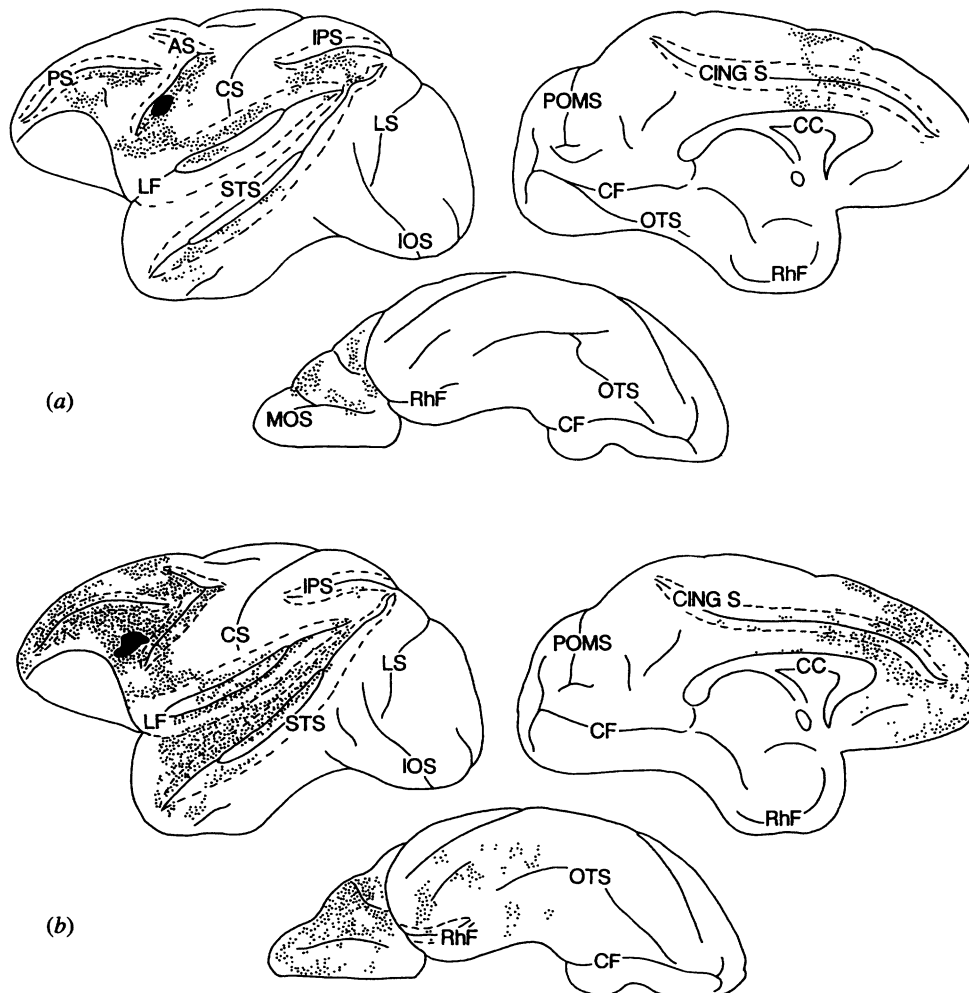 AS
IPS
PS
CS
LS
LF
STS
IOS
CING S
POMS
CC
CF
OTS
RhF
(a)
MOS
RhF
OTS
CF
IPS
CS
LS
LF
STS
IOS
CING S
POMS
CC
CF
RhF
(b)
OTS
RhF
CF